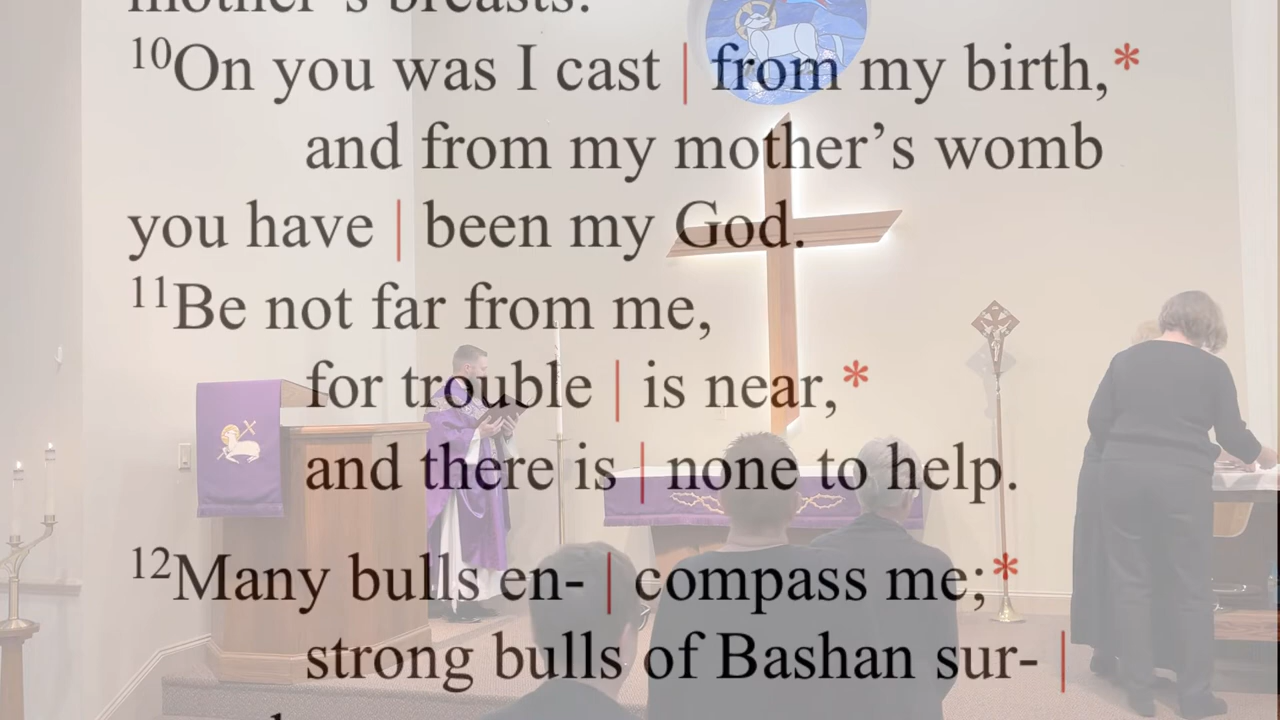 mother's breasts.
¹⁰On you was I cast | from my birth,*
and from my mother’s womb
you have | been my God.
¹¹Be not far from me,
for trouble | is near,*
and there is | none to help.
¹²Many bulls en- | compass me;*
strong bulls of Bashan sur- |